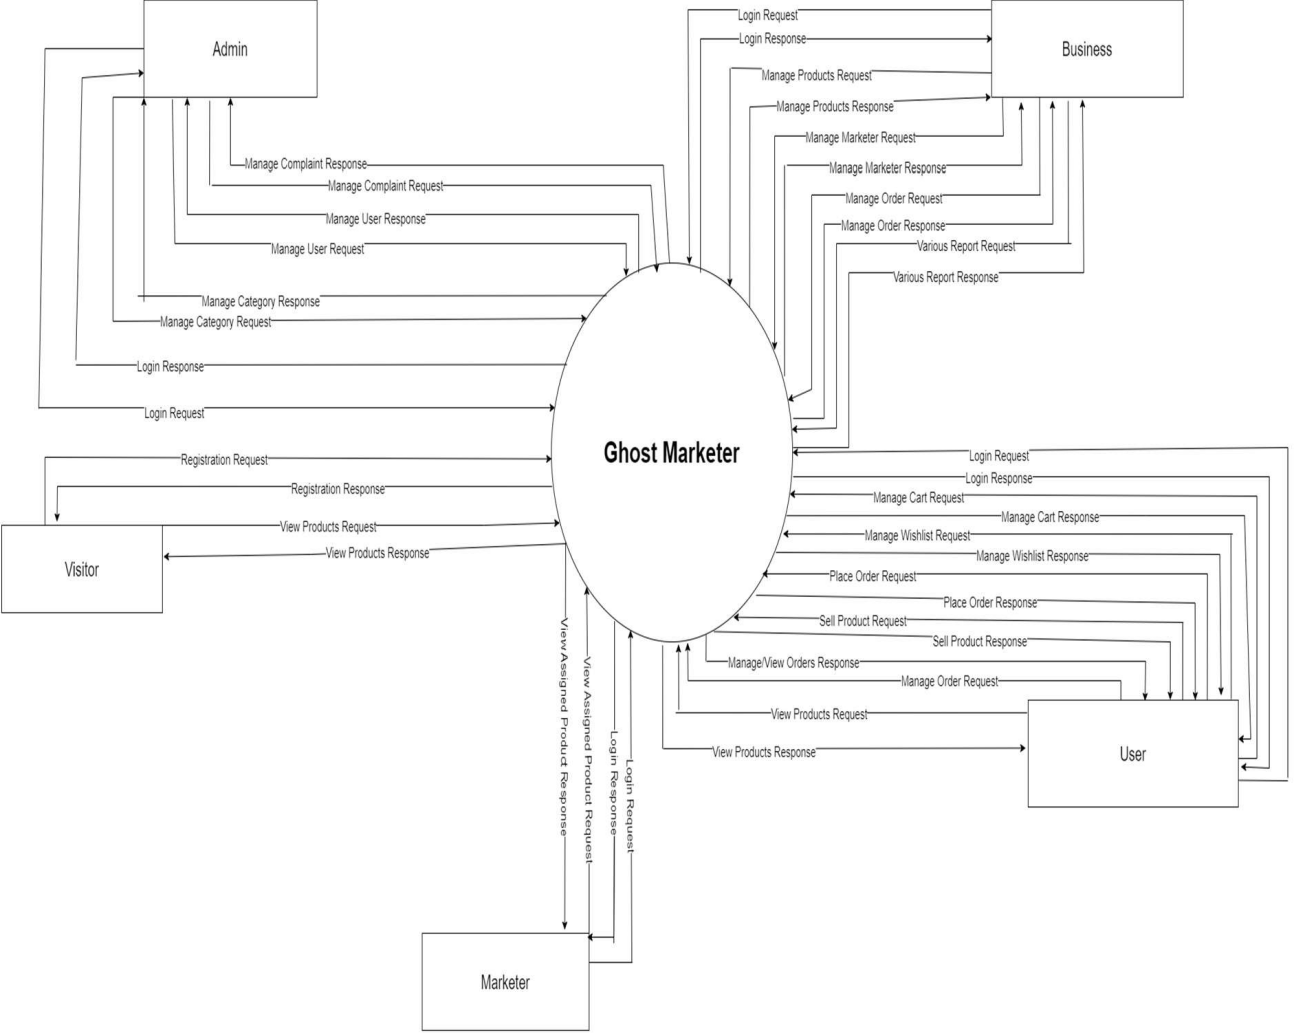 Admin
Business
Login Request
Login Response
Manage Products Request
Manage Products Response
Manage Marketer Request
Manage Marketer Response
Manage Order Request
Manage Order Response
Various Report Request
Various Report Response
Manage Complaint Response
Manage Complaint Request
Manage User Response
Manage User Request
Manage Category Response
Manage Category Request
Login Response
Login Request
Ghost Marketer
Registration Request
Registration Response
View Products Request
View Products Response
Visitor
Login Request
Login Response
Manage Cart Request
Manage Cart Response
Manage Wishlist Request
Manage Wishlist Response
Place Order Request
Place Order Response
Sell Product Request
Sell Product Response
Manage/View Orders Response
Manage Order Request
View Products Request
View Products Response
User
View Assigned Product Response
View Assigned Product Request
Login Response
Login Request
Marketer